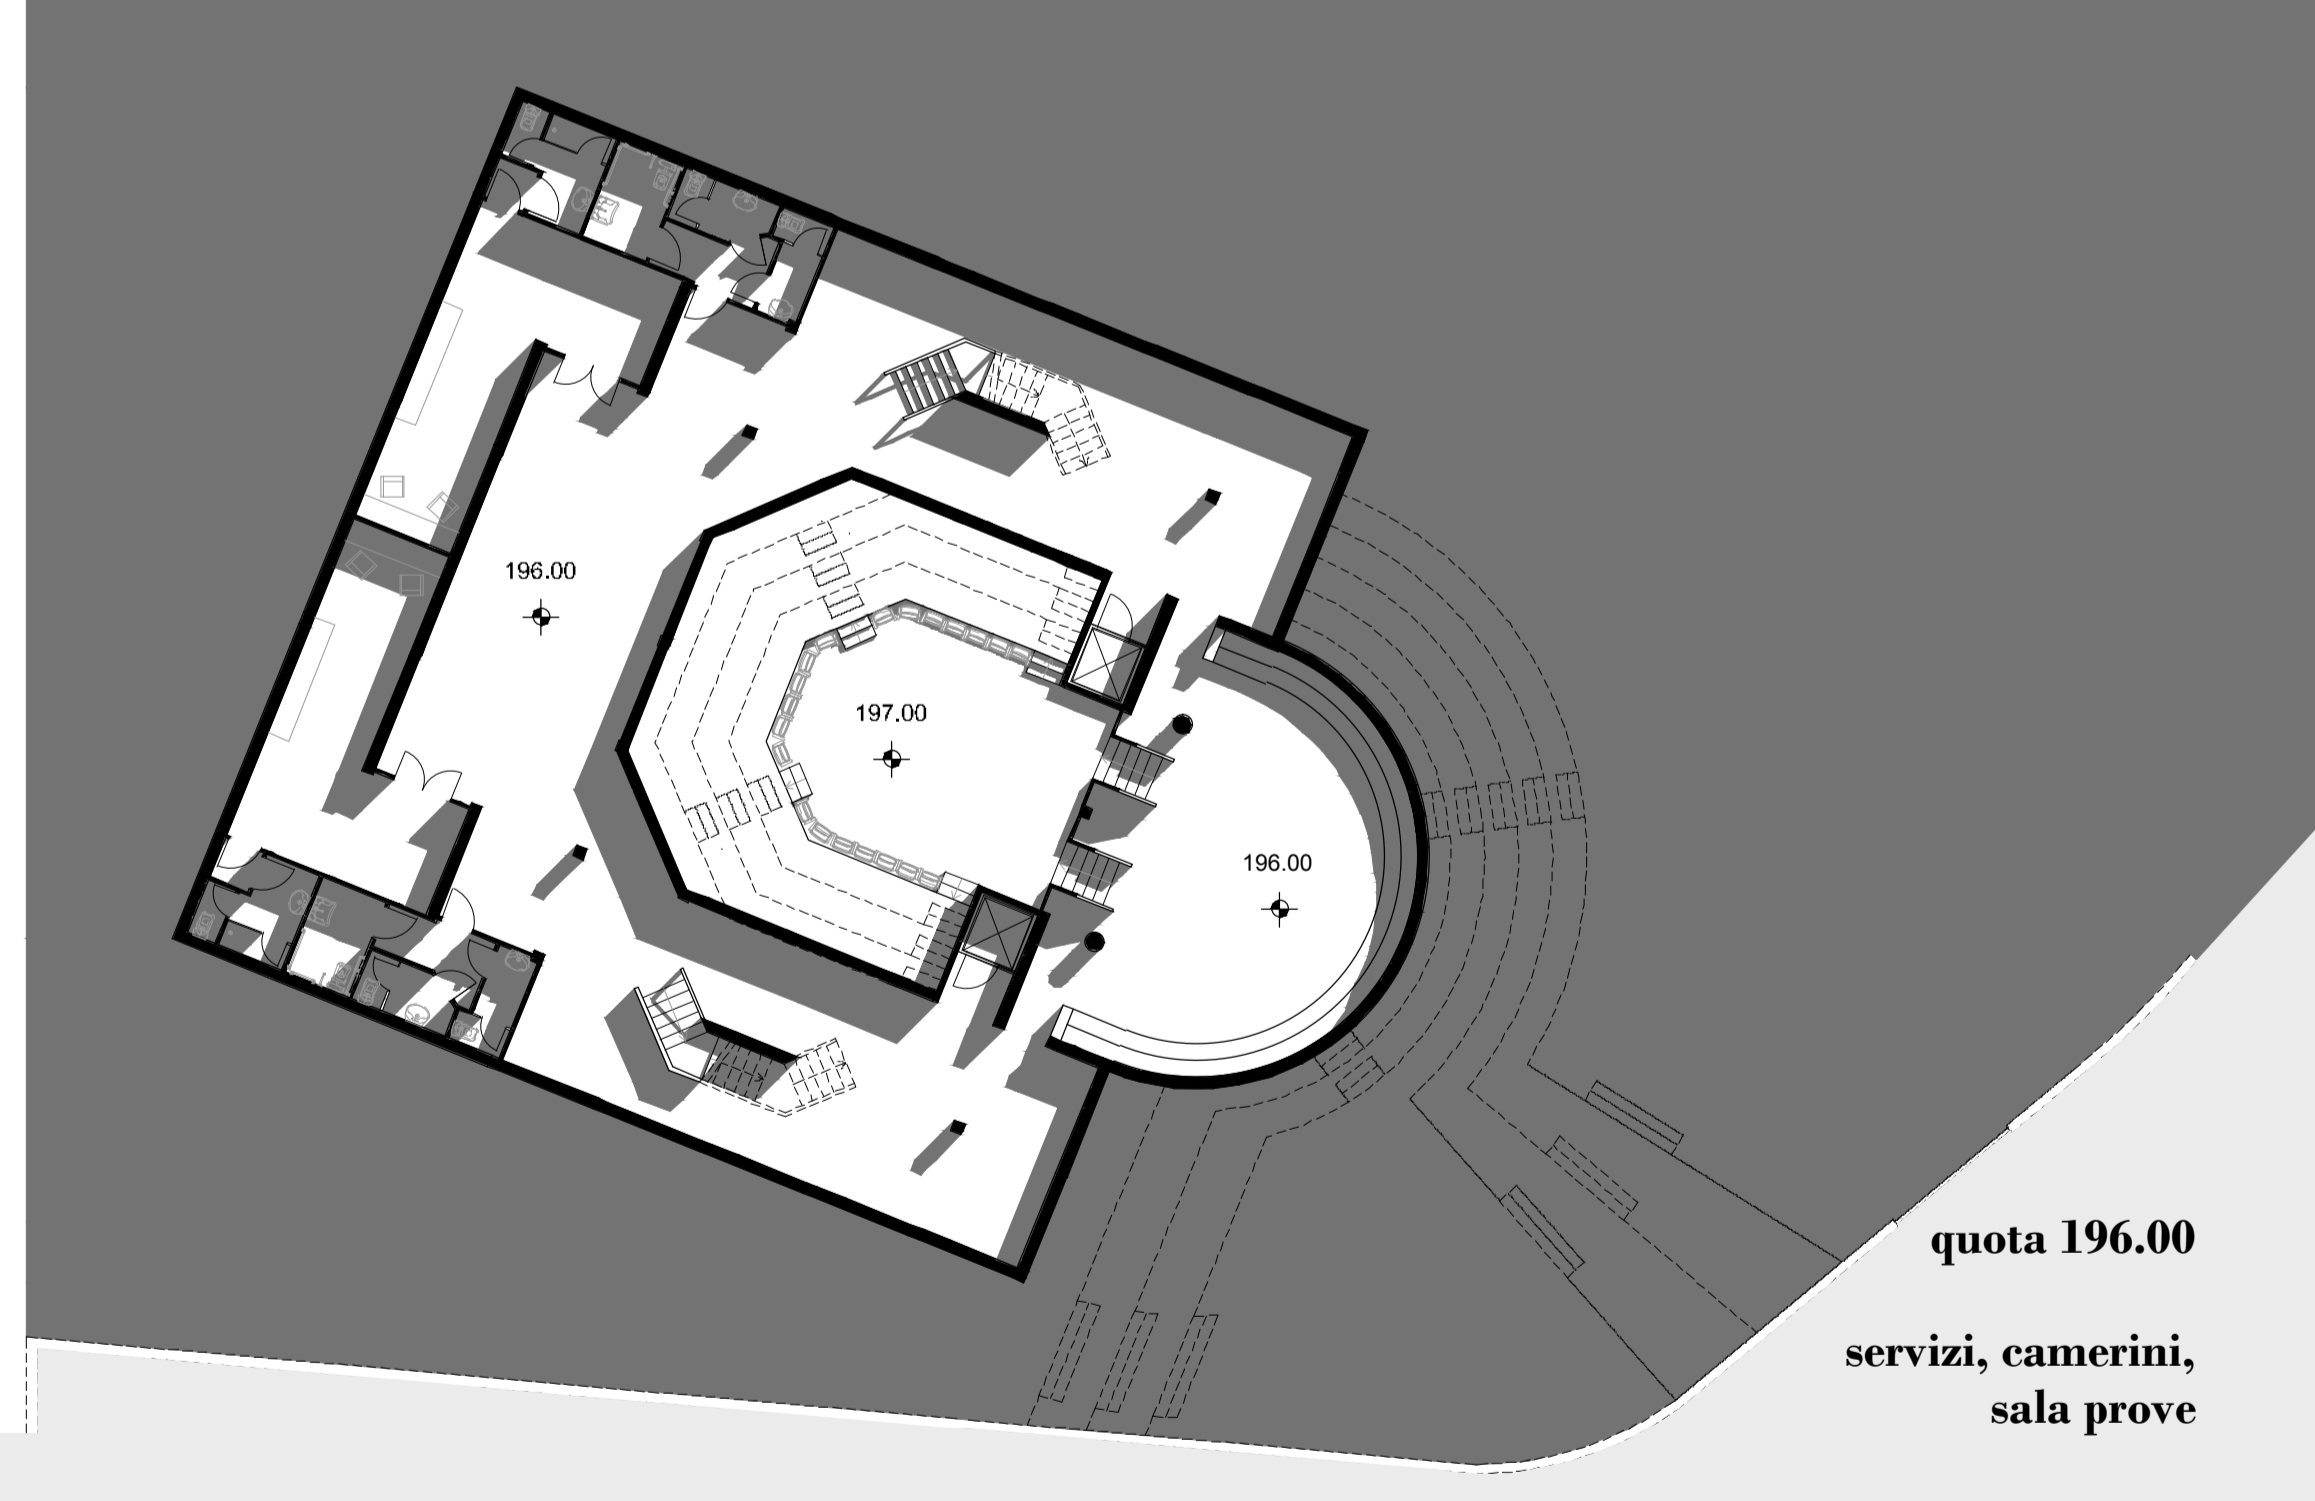 196.00
197.00
196.00
quota 196.00
servizi, camerini,
sala prove